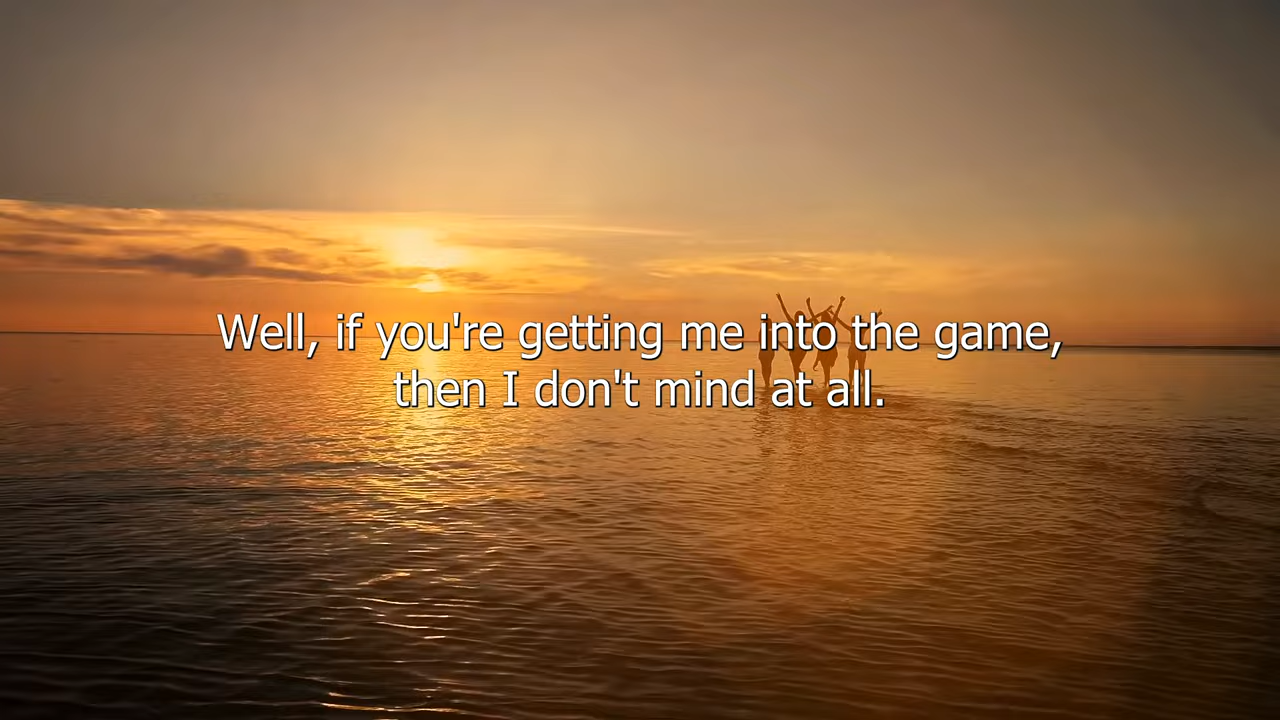 Well, if you're getting me into the game,
then I don't mind at all.